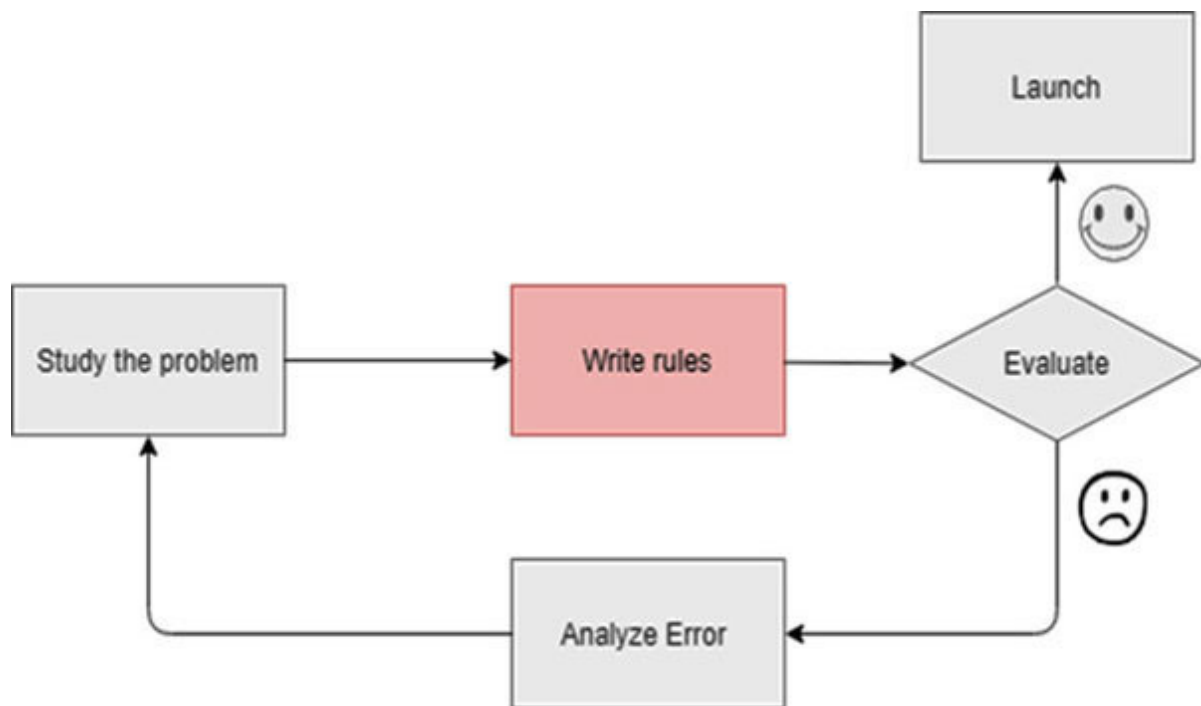 Launch
Study the problem
Write rules
Evaluate
Analyze Error